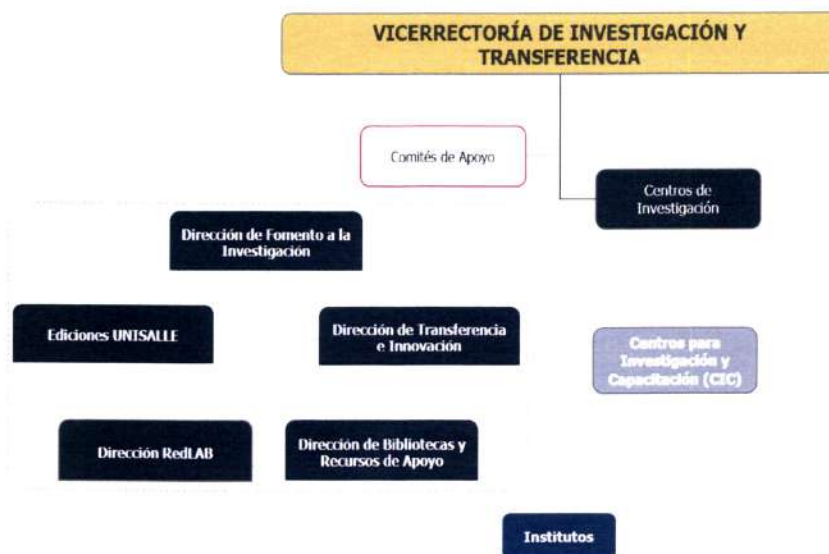 VICERRECTORÍA DE INVESTIGACIÓN Y
TRANSFERENCIA
Comités de Apoyo
Centros de
Investigación
Dirección de Fomento a la
Investigación
Ediciones UNISALLE
Dirección de Transferencia
e Innovación
Centros para
Investigación y
Capacitación (CIC)
Dirección RedLAB
Dirección de Bibliotecas y
Recursos de Apoyo
Institutos